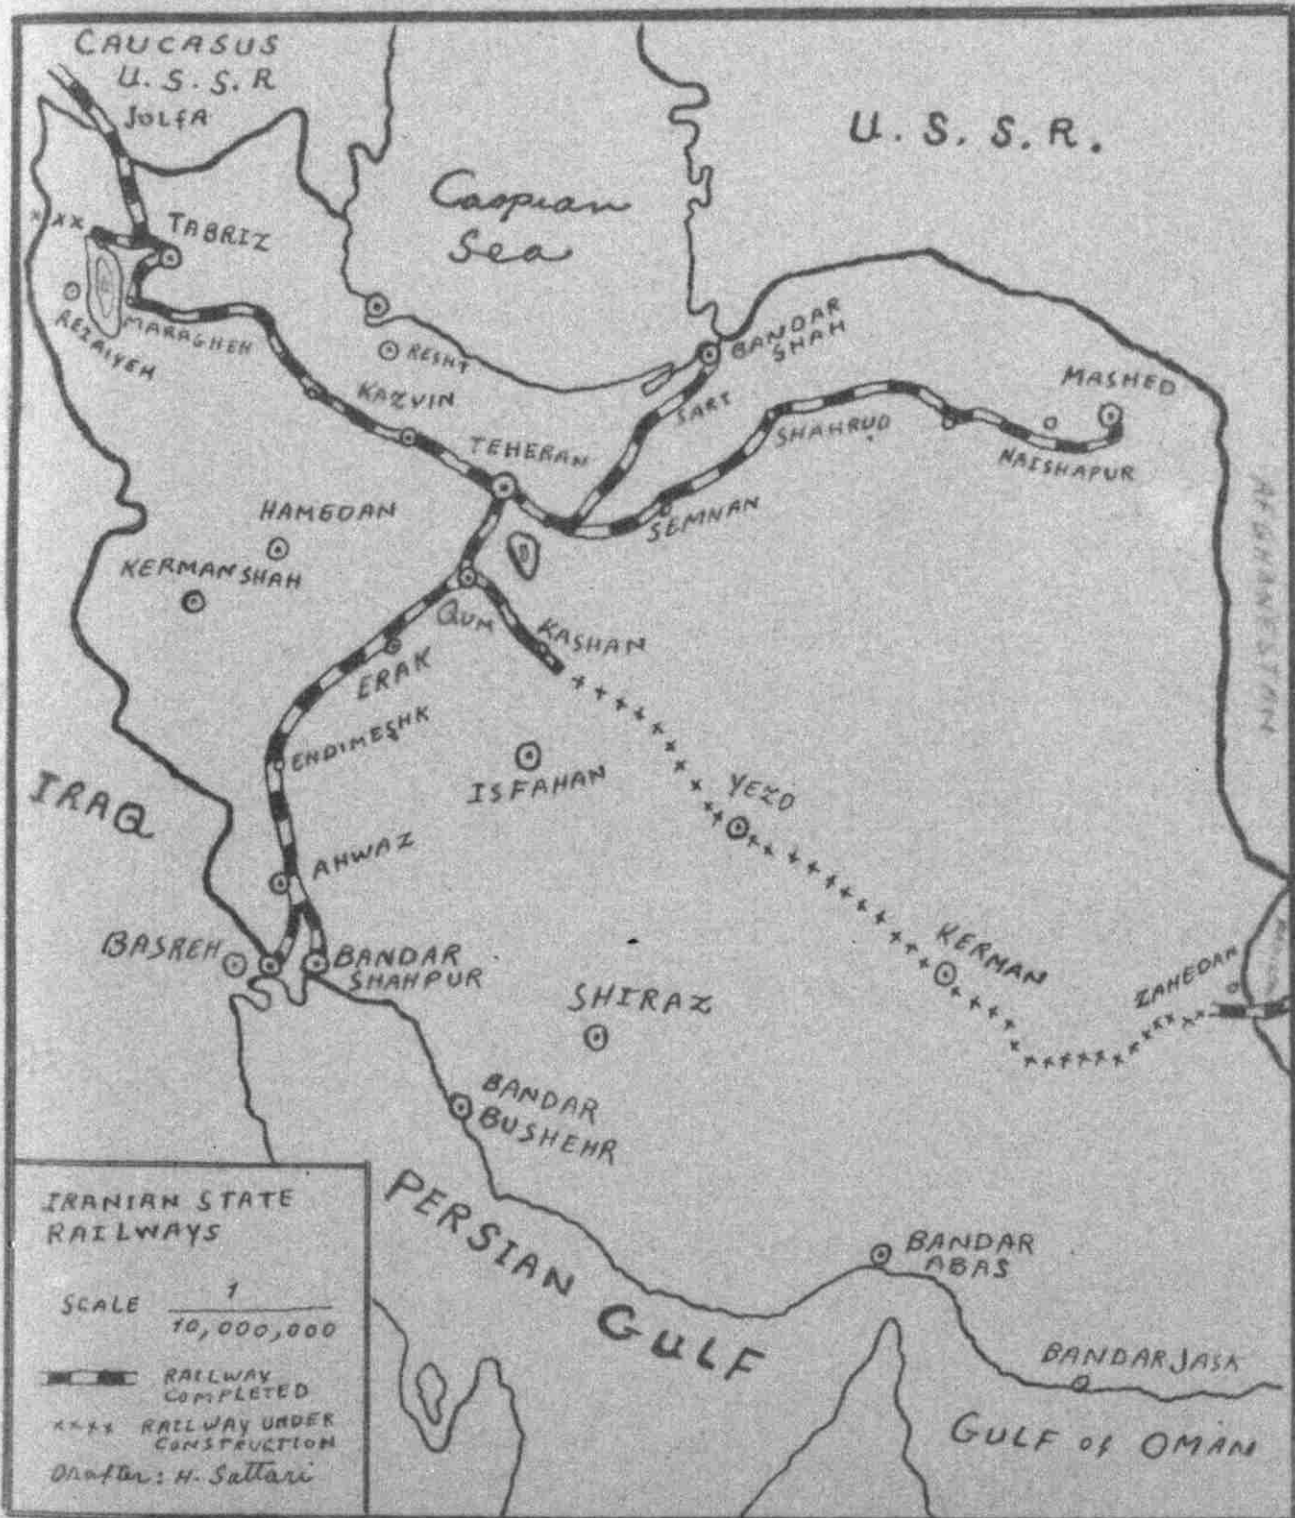 CAUCASUS
U.S.S.R
JOLFA
U.S.S.R.
Caspian
Sea
TABRIZ
REZAIYEH
MARAGHEH
RESHT
KAZVIN
TEHERAN
BANDAR
SHAH
SARI
SHAHRUD
MASHED
NAISHAPUR
SEMNAN
HAMEDAN
KERMANSHAH
QUM
KASHAN
ERAK
ENDIMESHK
AFGHANESTAN
ISFAHAN
YEZD
IRAQ
AHWAZ
BASREH
BANDAR
SHAHPUR
KERMAN
ZAHEDAN
SHIRAZ
BANDAR
BUSHEHR
PERSIAN GULF
BANDAR
ABAS
BANDAR JASK
GULF of OMAN
IRANIAN STATE
RAILWAYS
SCALE 1
10,000,000
RAILWAY
COMPLETED
xxxx RAILWAY UNDER
CONSTRUCTION
Drafter: H. Sattari